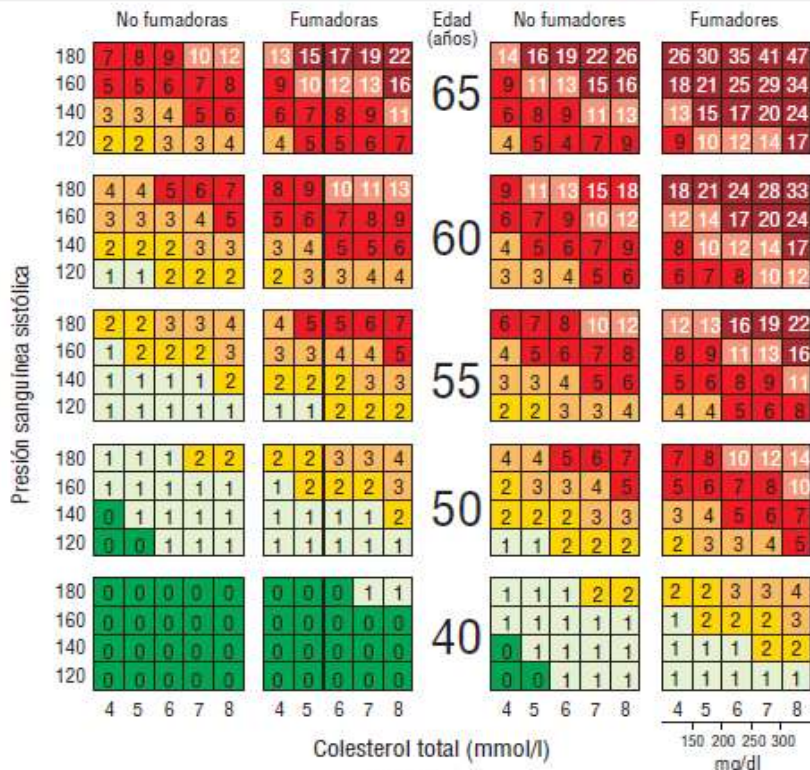 No fumadoras Fumadoras Edad (años) No fumadores Fumadores
180 7 8 9 10 12 13 15 17 19 22 14 16 19 22 26 26 30 35 41 47
160 5 5 6 7 8 9 10 12 13 16 65 9 11 13 15 16 18 21 25 29 34
140 3 3 4 5 6 6 7 8 9 11 6 8 9 11 13 13 15 17 20 24
120 2 2 3 3 4 4 5 5 6 7 4 5 4 7 9 9 10 12 14 17
180 4 4 5 6 7 8 9 10 11 13 9 11 13 15 18 18 21 24 28 33
160 3 3 3 4 5 5 6 7 8 9 60 6 7 9 10 12 12 14 17 20 24
140 2 2 2 3 3 3 4 5 5 6 4 5 6 7 9 8 10 12 14 17
120 1 1 2 2 2 2 3 3 4 4 3 3 4 5 6 6 7 8 10 12
180 2 2 3 3 4 4 5 5 6 7 6 7 8 10 12 12 13 16 19 22
160 1 2 2 2 3 3 3 4 4 5 55 4 5 6 7 8 8 9 11 13 16
140 1 1 1 1 2 2 2 2 3 3 3 3 4 5 6 5 6 8 9 11
120 1 1 1 1 1 1 1 2 2 2 2 2 3 3 4 4 4 5 6 8
180 1 1 1 2 2 2 2 3 3 4 4 4 5 6 7 7 8 10 12 14
160 1 1 1 1 1 1 2 2 2 3 50 2 3 3 4 5 5 6 7 8 10
140 0 1 1 1 1 1 1 1 1 2 2 2 2 3 3 3 4 5 6 7
120 0 0 1 1 1 1 1 1 1 1 1 1 2 2 2 2 3 3 4 5
180 0 0 0 0 0 0 0 0 1 1 1 1 1 2 2 2 2 3 3 4
160 0 0 0 0 0 0 0 0 0 0 40 1 1 1 1 1 1 2 2 2 3
140 0 0 0 0 0 0 0 0 0 0 0 1 1 1 1 1 1 1 2 2
120 0 0 0 0 0 0 0 0 0 0 0 0 1 1 1 1 1 1 1 1
4 5 6 7 8 4 5 6 7 8 4 5 6 7 8 4 5 6 7 8
150 200 250 300
mg/dl
Colesterol total (mmol/l)
Presión sanguínea sistólica